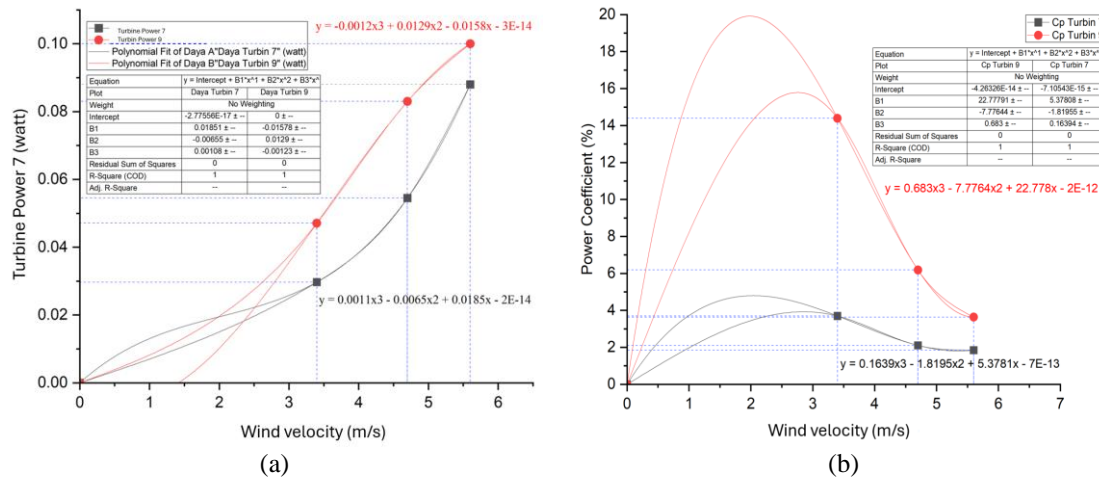 y = -0.0012x3 + 0.0129x2 - 0.0158x - 3E-14
Turbine Power 7
Turbin Power 9
Polynomial Fit of Daya A"Daya Turbin 7" (watt)
Polynomial Fit of Daya B"Daya Turbin 9" (watt)
Equation y = Intercept + B1*x^1 + B2*x^2 + B3*x^
Plot Daya Turbin 7 Daya Turbin 9
Weight No Weighting
Intercept -2.77556E-17 ± -- 0 ± --
B1 0.01851 ± -- -0.01578 ± --
B2 -0.00655 ± -- 0.0129 ± --
B3 0.00108 ± -- -0.00123 ± --
Residual Sum of Squares 0 0
R-Square (COD) 1 1
Adj. R-Square -- --
y = 0.0011x3 - 0.0065x2 + 0.0185x - 2E-14
Turbine Power 7 (watt)
0.10
0.08
0.06
0.04
0.02
0.00
0 1 2 3 4 5 6
Wind velocity (m/s)
(a)
Cp Turbin
Cp Turbin
Equation y = Intercept + B1*x^1 + B2*x^2 + B3*x^
Plot Cp Turbin 9 Cp Turbin 7
Weight No Weighting
Intercept -4.26326E-14 ± -- -7.10543E-15 ± --
B1 22.77791 ± -- 5.37808 ± --
B2 -7.77644 ± -- -1.81955 ± --
B3 0.683 ± -- 0.16394 ± --
Residual Sum of Squares 0 0
R-Square (COD) 1 1
Adj. R-Square -- --
y = 0.683x3 - 7.7764x2 + 22.778x - 2E-12
y = 0.1639x3 - 1.8195x2 + 5.3781x - 7E-13
Power Coefficient (%)
20
18
16
14
12
10
8
6
4
2
0
0 1 2 3 4 5 6 7
Wind velocity (m/s)
(b)